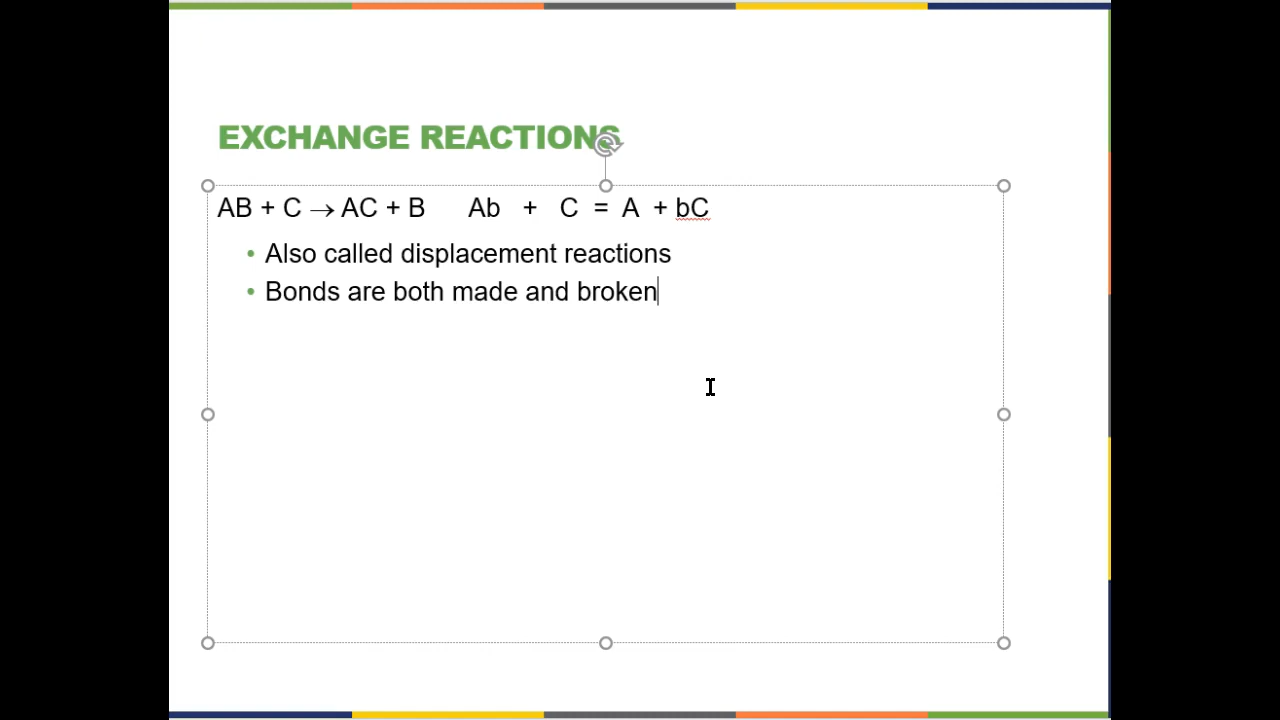 EXCHANGE REACTIONS
AB + C → AC + B Ab + C = A + bC
• Also called displacement reactions
• Bonds are both made and broken